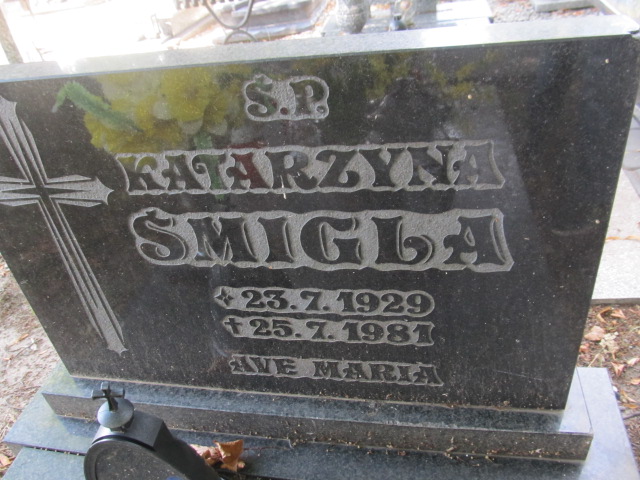 Ś.P.
KATARZYNA
ŚMIGLA
* 23.7.1929
✝ 25.7.1981
AVE MARIA